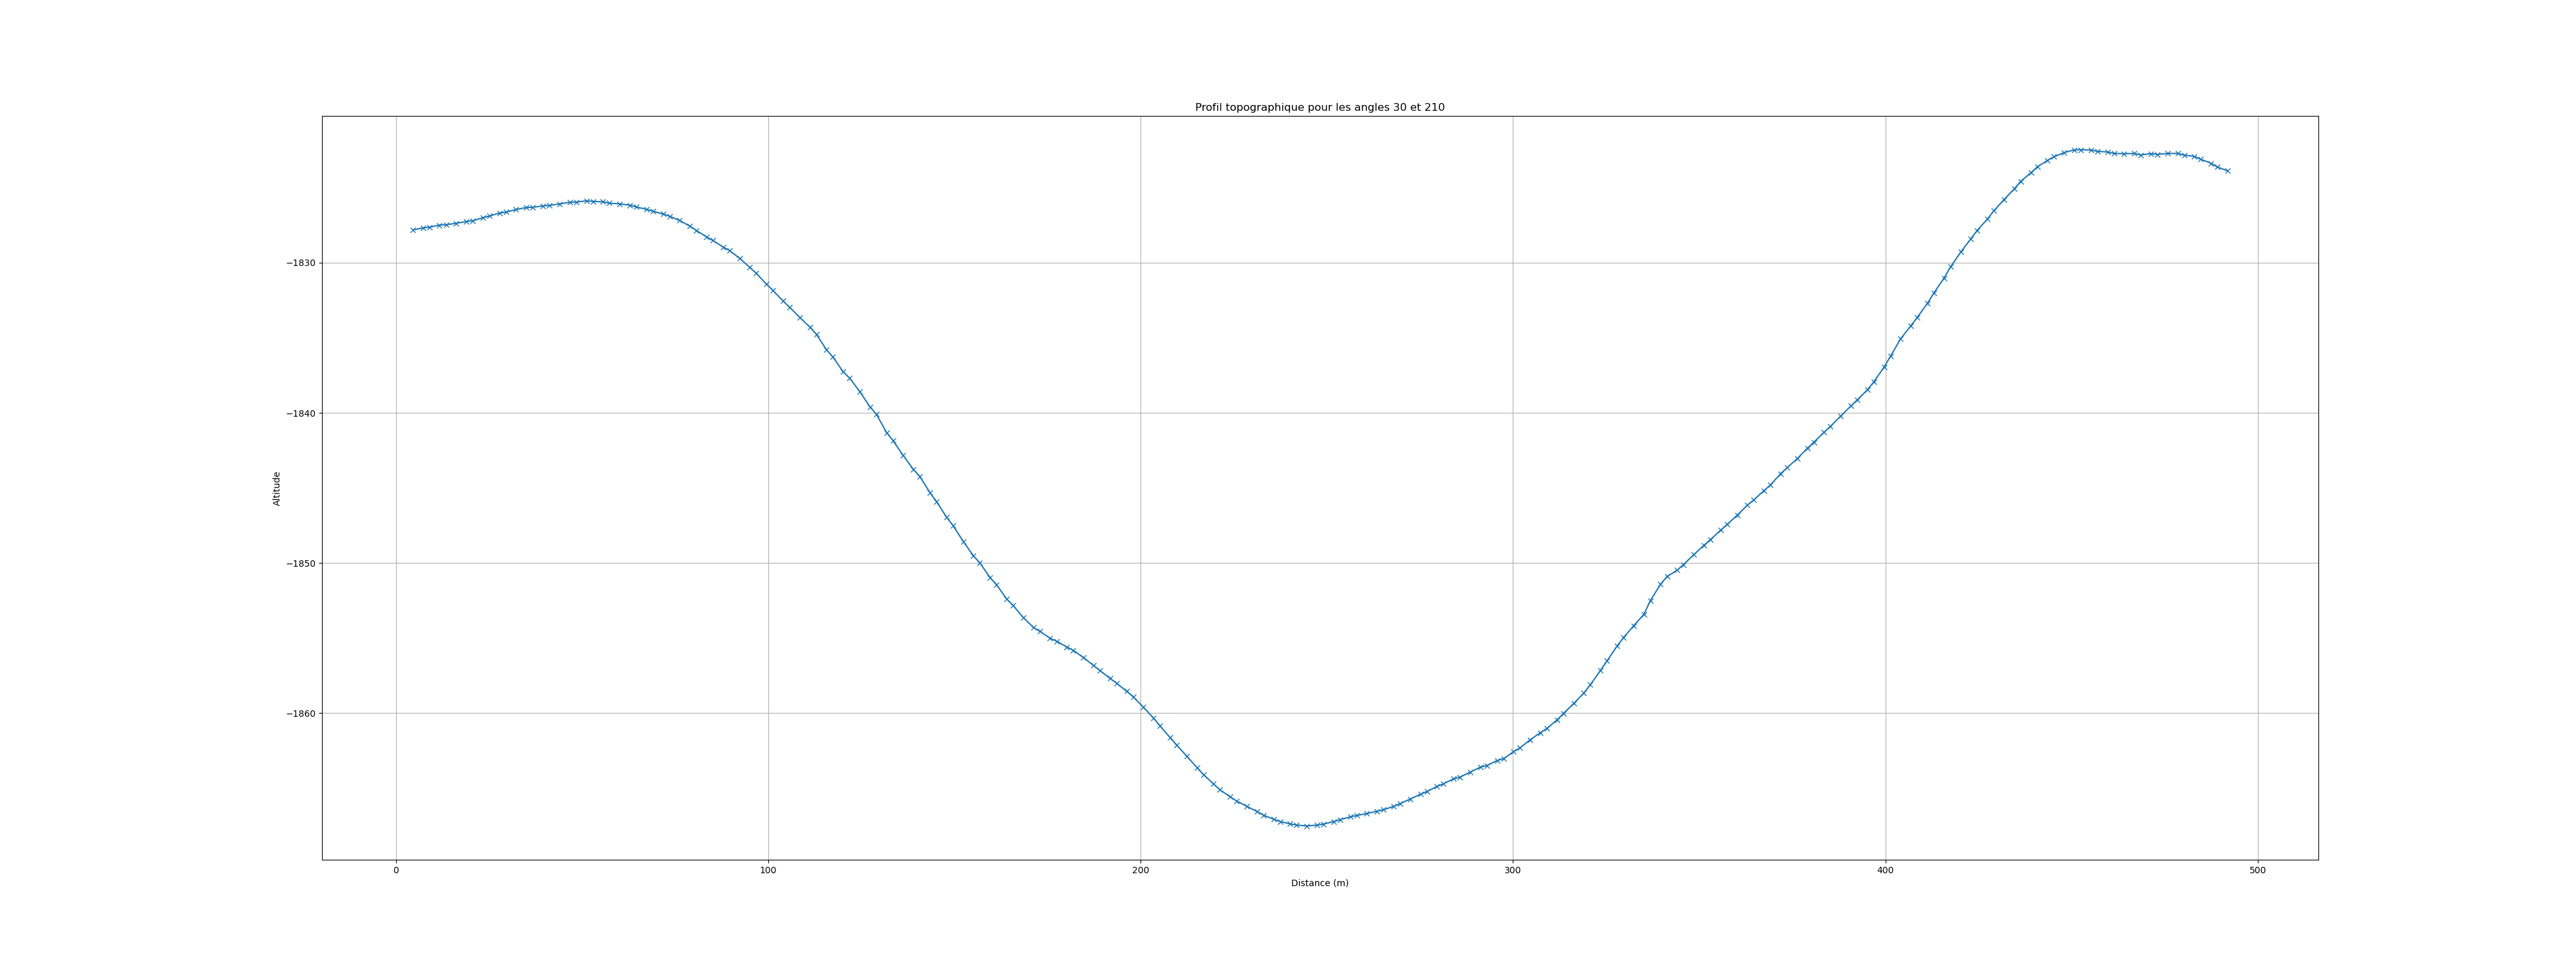 Profil topographique pour les angles 30 et 210
Altitude
−1830
−1840
−1850
−1860
0 100 200 300 400 500
Distance (m)